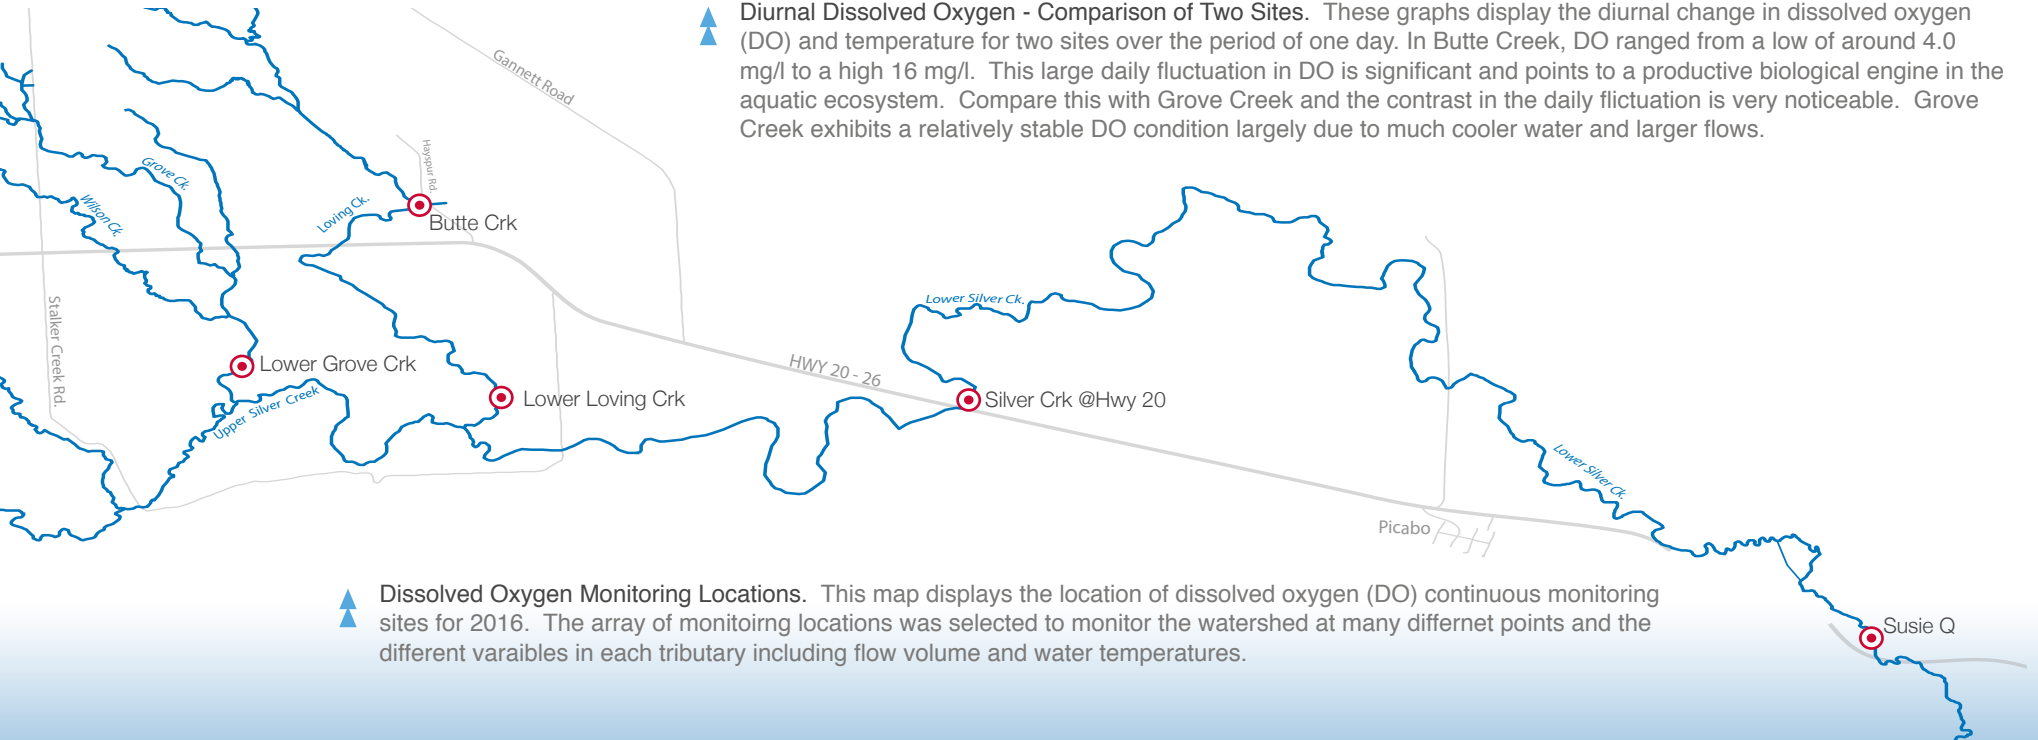 Diurnal Dissolved Oxygen - Comparison of Two Sites. These graphs display the diurnal change in dissolved oxygen
(DO) and temperature for two sites over the period of one day. In Butte Creek, DO ranged from a low of around 4.0
mg/l to a high 16 mg/l. This large daily fluctuation in DO is significant and points to a productive biological engine in the
aquatic ecosystem. Compare this with Grove Creek and the contrast in the daily flictuation is very noticeable. Grove
Creek exhibits a relatively stable DO condition largely due to much cooler water and larger flows.
Gannett Road
Hayspur Rd.
Grove Ck.
Wilson Ck.
Loving Ck.
Butte Crk
Lower Silver Ck.
Stalker Creek Rd.
Lower Grove Crk
HWY 20 - 26
Upper Silver Creek
Lower Loving Crk
Silver Crk @Hwy 20
Lower Silver Ck.
Picabo
Dissolved Oxygen Monitoring Locations. This map displays the location of dissolved oxygen (DO) continuous monitoring
sites for 2016. The array of monitoirng locations was selected to monitor the watershed at many differnet points and the
different varaibles in each tributary including flow volume and water temperatures.
Susie Q